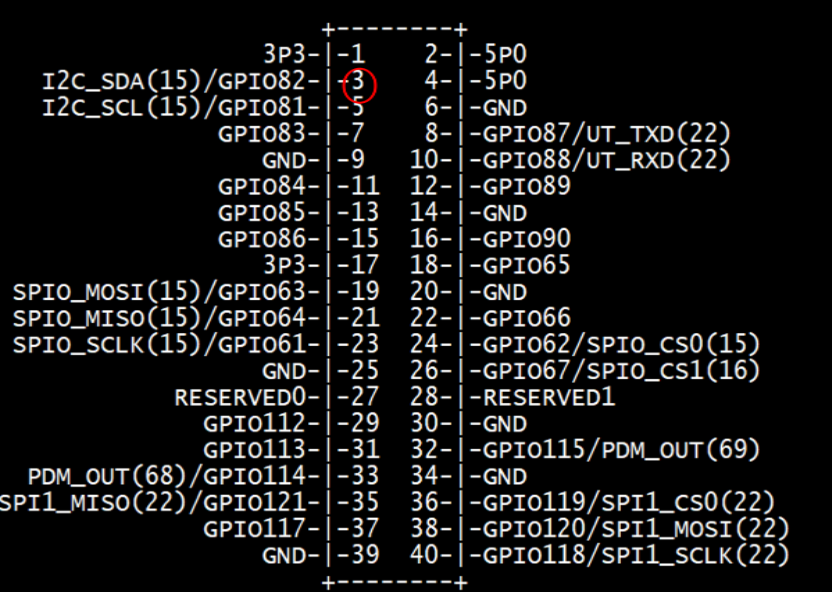 +--------+
3P3-|-1 2-|-5P0
I2C_SDA(15)/GPIO82-|-3 4-|-5P0
I2C_SCL(15)/GPIO81-|-5 6-|-GND
GPIO83-|-7 8-|-GPIO87/UT_TXD(22)
GND-|-9 10-|-GPIO88/UT_RXD(22)
GPIO84-|-11 12-|-GPIO89
GPIO85-|-13 14-|-GND
GPIO86-|-15 16-|-GPIO90
3P3-|-17 18-|-GPIO65
SPIO_MOSI(15)/GPIO63-|-19 20-|-GND
SPIO_MISO(15)/GPIO64-|-21 22-|-GPIO66
SPIO_SCLK(15)/GPIO61-|-23 24-|-GPIO62/SPIO_CS0(15)
GND-|-25 26-|-GPIO67/SPIO_CS1(16)
RESERVED0-|-27 28-|-RESERVED1
GPIO112-|-29 30-|-GND
GPIO113-|-31 32-|-GPIO115/PDM_OUT(69)
PDM_OUT(68)/GPIO114-|-33 34-|-GND
SPI1_MISO(22)/GPIO121-|-35 36-|-GPIO119/SPI1_CS0(22)
GPIO117-|-37 38-|-GPIO120/SPI1_MOSI(22)
GND-|-39 40-|-GPIO118/SPI1_SCLK(22)
+--------+